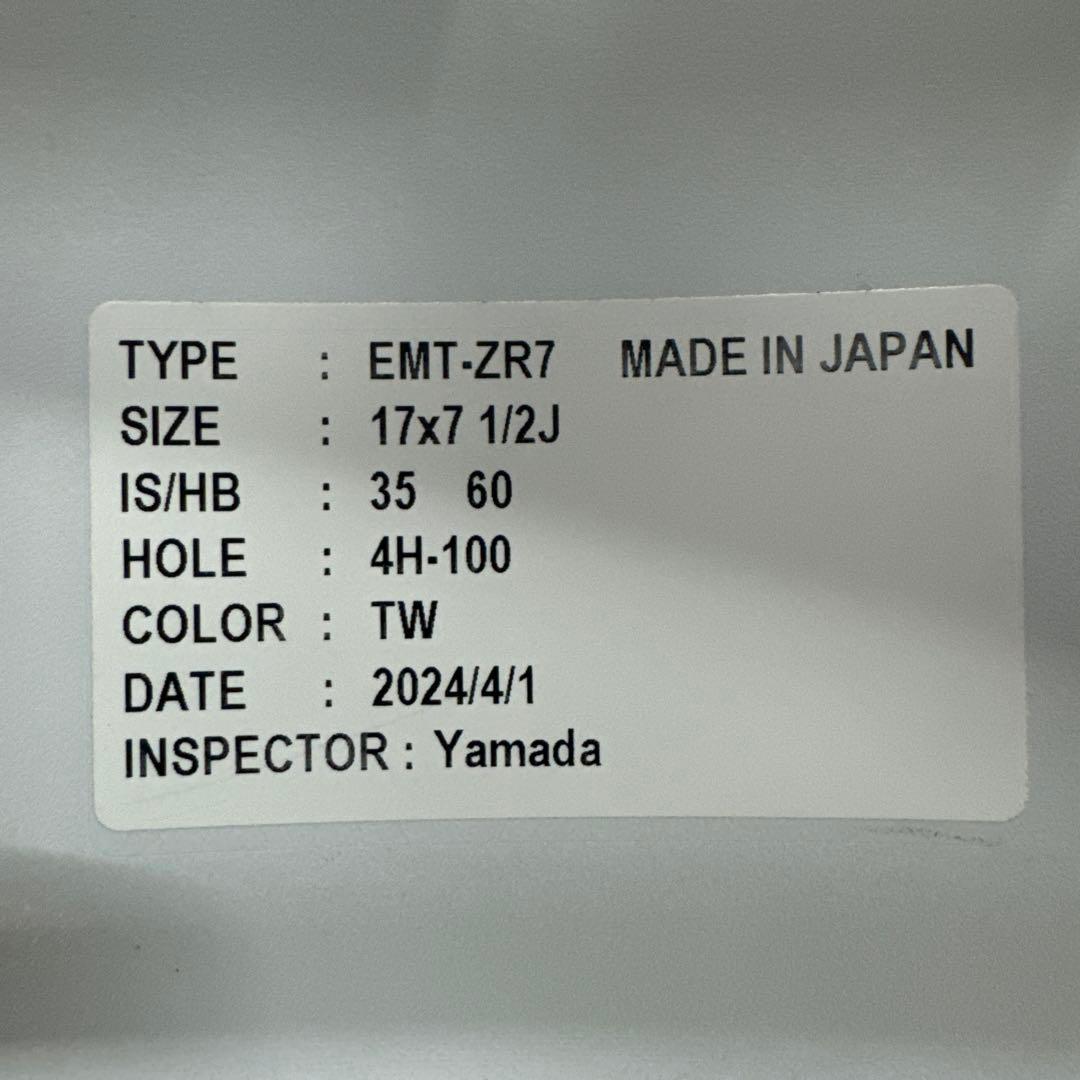 TYPE : EMT-ZR7 MADE IN JAPAN
SIZE : 17x7 1/2J
IS/HB : 35 60
HOLE : 4H-100
COLOR : TW
DATE : 2024/4/1
INSPECTOR : Yamada